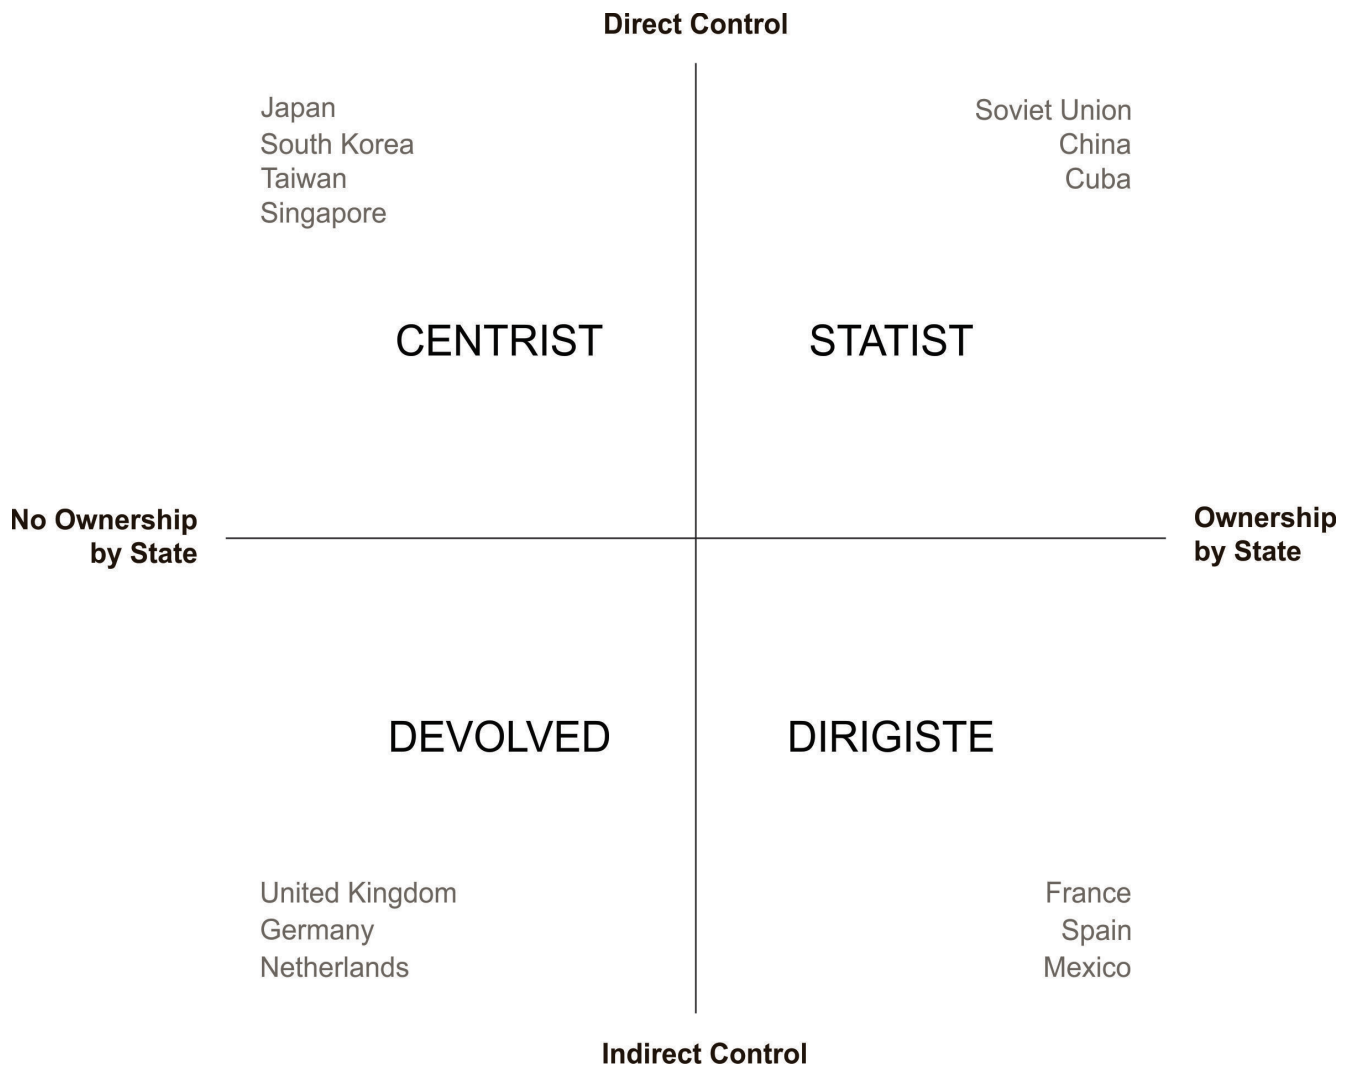 Direct Control
Japan
South Korea
Taiwan
Singapore
Soviet Union
China
Cuba
CENTRIST
STATIST
No Ownership
by State
Ownership
by State
DEVOLVED
DIRIGISTE
United Kingdom
Germany
Netherlands
France
Spain
Mexico
Indirect Control